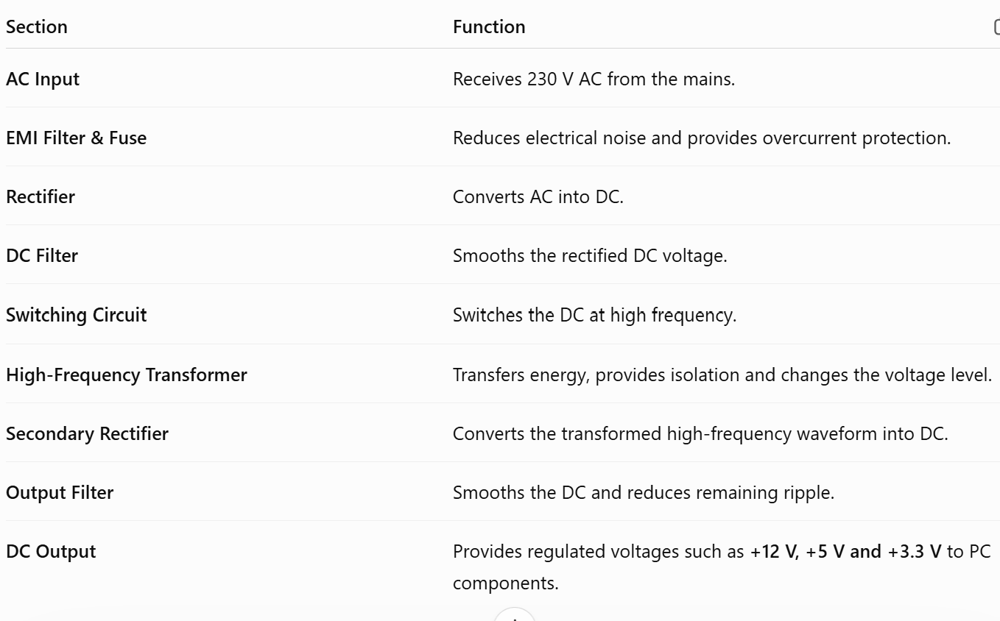 Section Function
AC Input Receives 230 V AC from the mains.
EMI Filter & Fuse Reduces electrical noise and provides overcurrent protection.
Rectifier Converts AC into DC.
DC Filter Smooths the rectified DC voltage.
Switching Circuit Switches the DC at high frequency.
High-Frequency Transformer Transfers energy, provides isolation and changes the voltage level.
Secondary Rectifier Converts the transformed high-frequency waveform into DC.
Output Filter Smooths the DC and reduces remaining ripple.
DC Output Provides regulated voltages such as +12 V, +5 V and +3.3 V to PC
components.